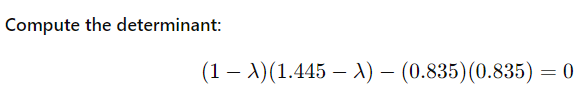 Compute the determinant:
(1 − λ)(1.445 − λ) − (0.835)(0.835) = 0